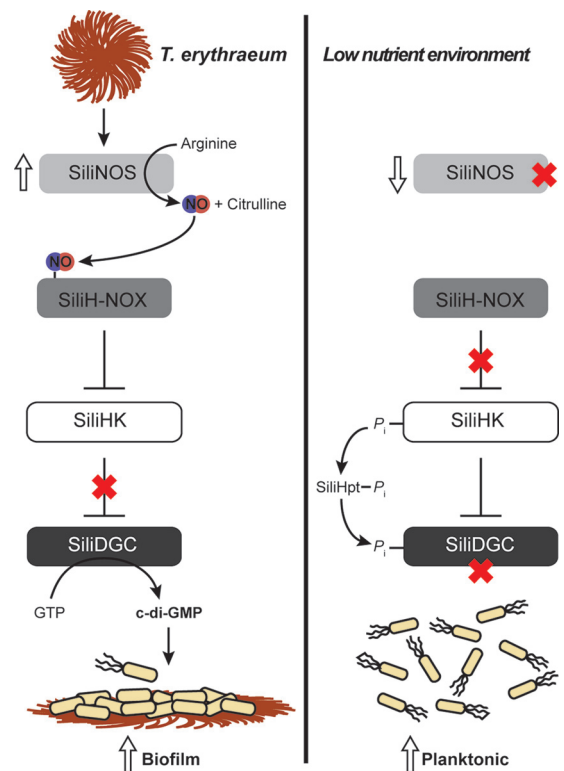 T. erythraeum
Arginine
SiliNOS
NO + Citrulline
NO
SiliH-NOX
SiliHK
SiliDGC
GTP
c-di-GMP
Biofilm
Low nutrient environment
SiliNOS
SiliH-NOX
SiliHK
Pi
SiliHpt Pi
Pi
SiliDGC
Planktonic